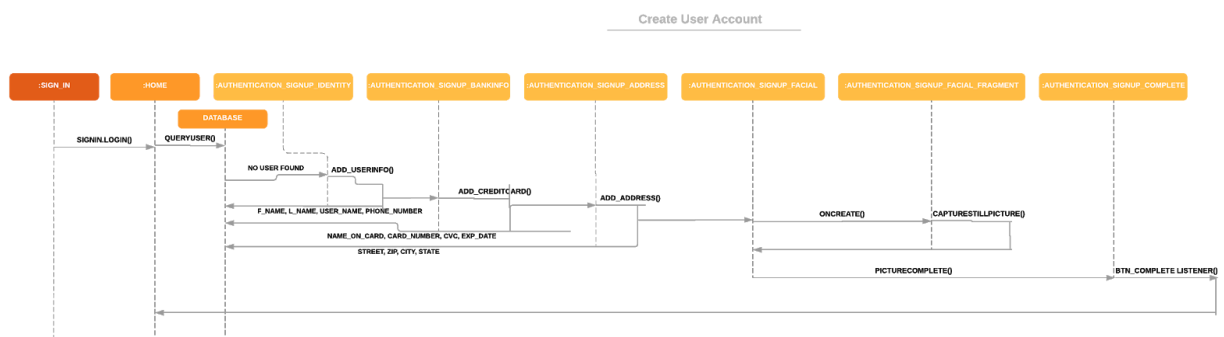 Create User Account
:SIGN_IN
:HOME
:AUTHENTICATION_SIGNUP_IDENTITY
:AUTHENTICATION_SIGNUP_BANKINFO
:AUTHENTICATION_SIGNUP_ADDRESS
:AUTHENTICATION_SIGNUP_FACIAL
:AUTHENTICATION_SIGNUP_FACIAL_FRAGMENT
:AUTHENTICATION_SIGNUP_COMPLETE
DATABASE
SIGNIN.LOGIN()
QUERYUSER()
NO USER FOUND
ADD_USERINFO()
ADD_CREDITCARD()
ADD_ADDRESS()
F_NAME, L_NAME, USER_NAME, PHONE_NUMBER
ONCREATE()
CAPTURESTILLPICTURE()
NAME_ON_CARD, CARD_NUMBER, CVC, EXP_DATE
STREET, ZIP, CITY, STATE
PICTURECOMPLETE()
BTN_COMPLETE LISTENER()